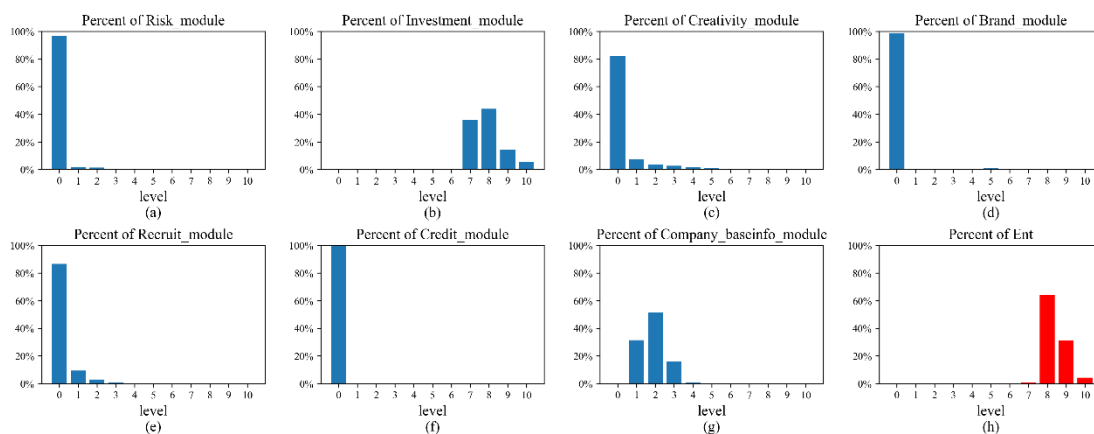 Percent of Risk_module
100%
80%
60%
40%
20%
0%
0 1 2 3 4 5 6 7 8 9 10
level
(a)
Percent of Investment_module
100%
80%
60%
40%
20%
0%
0 1 2 3 4 5 6 7 8 9 10
level
(b)
Percent of Creativity_module
100%
80%
60%
40%
20%
0%
0 1 2 3 4 5 6 7 8 9 10
level
(c)
Percent of Brand_module
100%
80%
60%
40%
20%
0%
0 1 2 3 4 5 6 7 8 9 10
level
(d)
Percent of Recruit_module
100%
80%
60%
40%
20%
0%
0 1 2 3 4 5 6 7 8 9 10
level
(e)
Percent of Credit_module
100%
80%
60%
40%
20%
0%
0 1 2 3 4 5 6 7 8 9 10
level
(f)
Percent of Company_baseinfo_module
100%
80%
60%
40%
20%
0%
0 1 2 3 4 5 6 7 8 9 10
level
(g)
Percent of Ent
100%
80%
60%
40%
20%
0%
0 1 2 3 4 5 6 7 8 9 10
level
(h)